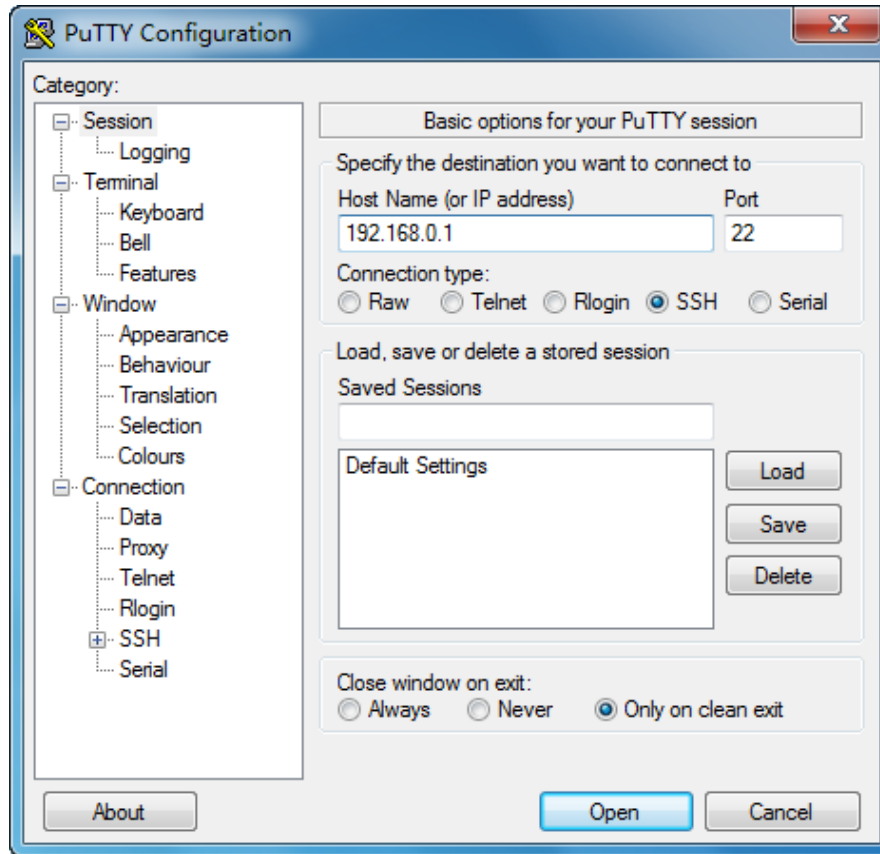 PuTTY Configuration
Category:
Session
Logging
Terminal
Keyboard
Bell
Features
Window
Appearance
Behaviour
Translation
Selection
Colours
Connection
Data
Proxy
Telnet
Rlogin
SSH
Serial
Basic options for your PuTTY session
Specify the destination you want to connect to
Host Name (or IP address) Port
192.168.0.1 22
Connection type:
Raw Telnet Rlogin SSH Serial
Load, save or delete a stored session
Saved Sessions
Default Settings
Load
Save
Delete
Close window on exit:
Always Never Only on clean exit
About Open Cancel